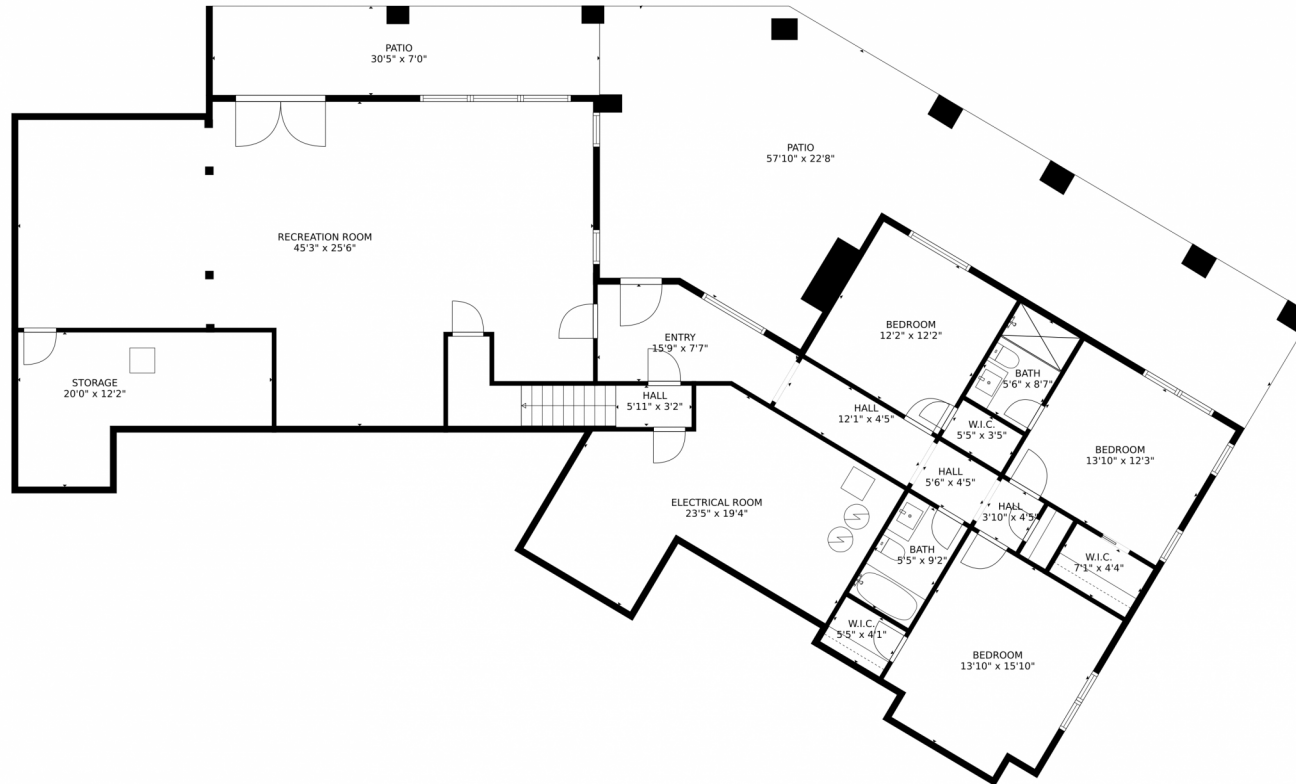 PATIO
30'5" x 7'0"
PATIO
57'10" x 22'8"
RECREATION ROOM
45'3" x 25'6"
ENTRY
15'9" x 7'7"
BEDROOM
12'2" x 12'2"
BATH
5'6" x 8'7"
STORAGE
20'0" x 12'2"
HALL
5'11" x 3'2"
HALL
12'1" x 4'5"
W.I.C.
5'5" x 3'5"
BEDROOM
13'10" x 12'3"
HALL
5'6" x 4'5"
ELECTRICAL ROOM
23'5" x 19'4"
HALL
3'10" x 4'5"
BATH
5'5" x 9'2"
W.I.C.
7'1" x 4'4"
W.I.C.
5'5" x 4'1"
BEDROOM
13'10" x 15'10"